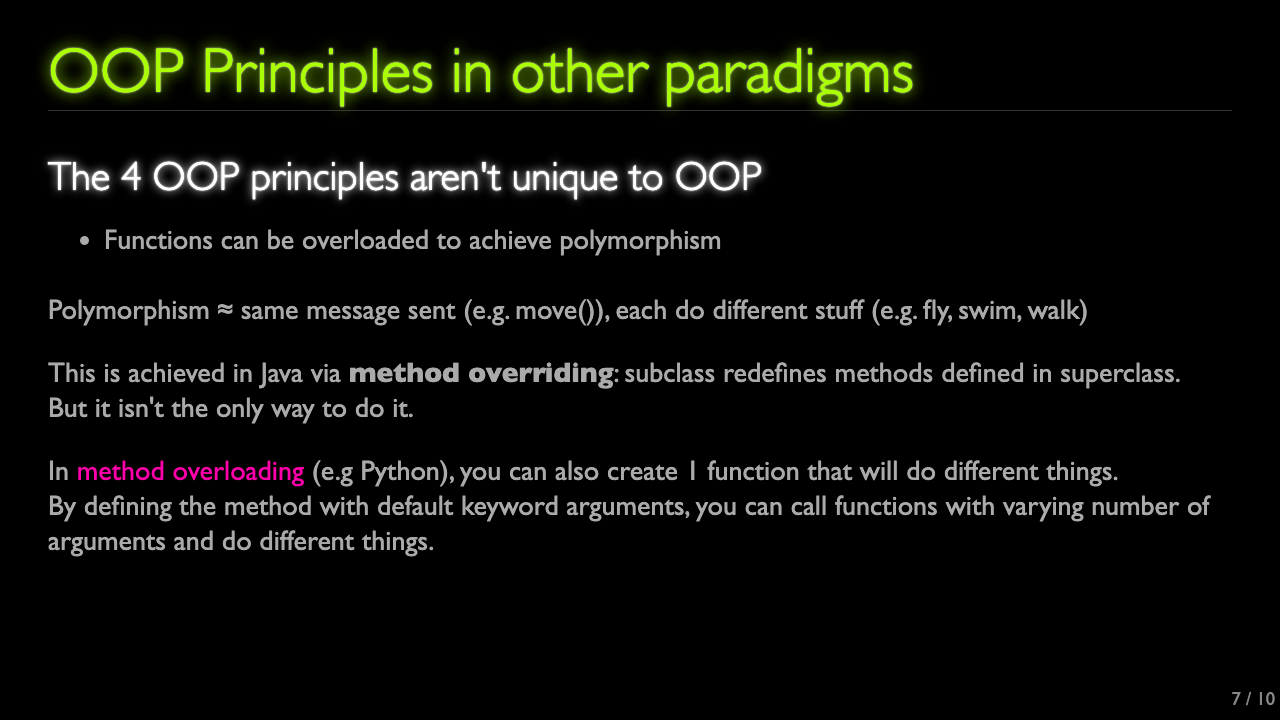 OOP Principles in other paradigms
The 4 OOP principles aren't unique to OOP
• Functions can be overloaded to achieve polymorphism
Polymorphism ≈ same message sent (e.g. move()), each do different stuff (e.g. fly, swim, walk)
This is achieved in Java via method overriding: subclass redefines methods defined in superclass.
But it isn't the only way to do it.
In method overloading (e.g Python), you can also create 1 function that will do different things.
By defining the method with default keyword arguments, you can call functions with varying number of
arguments and do different things.
7 / 10